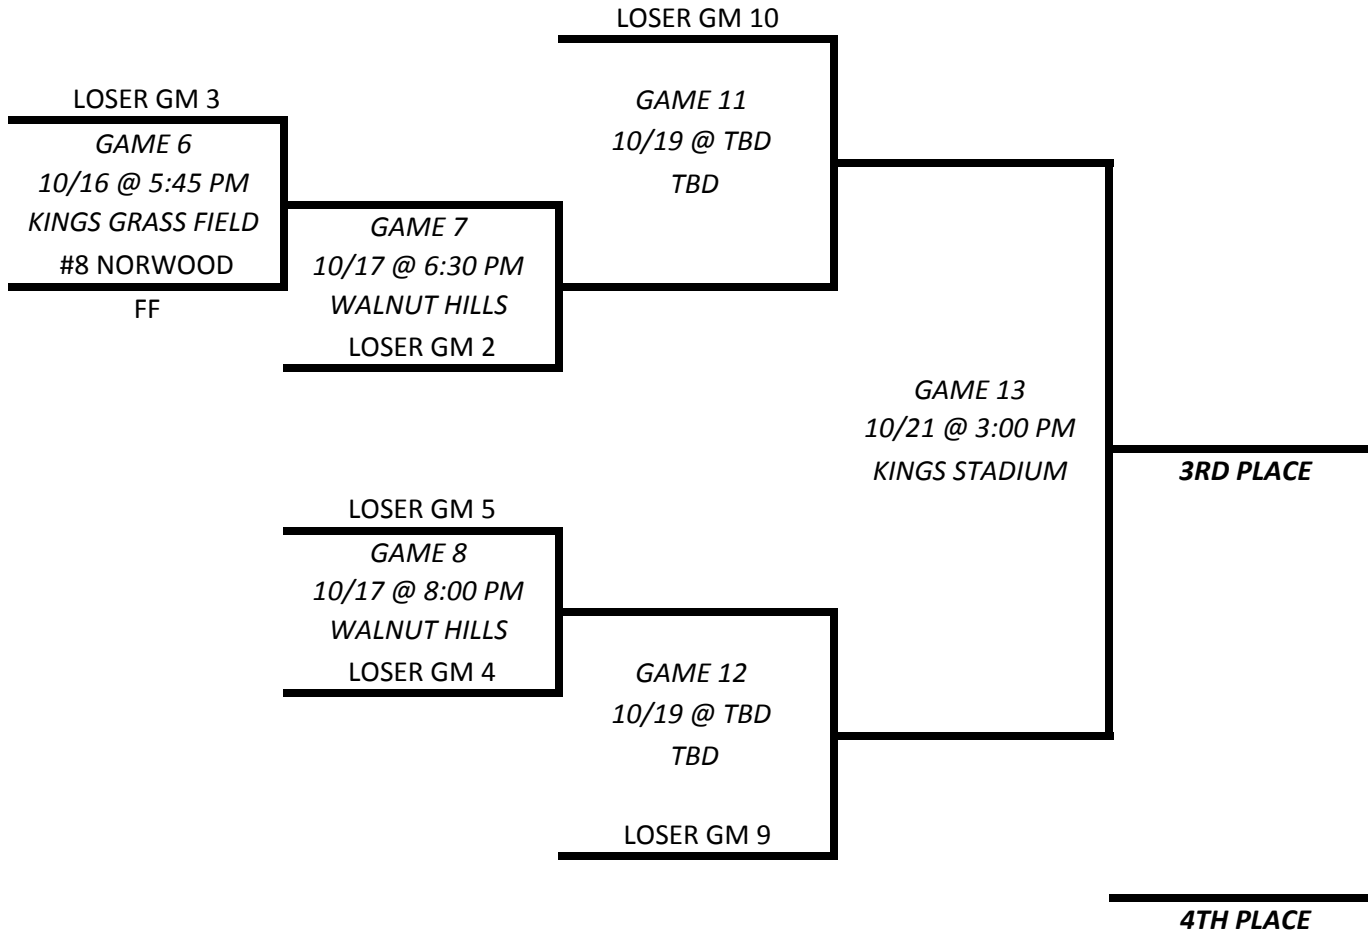 LOSER GM 10
GAME 11
10/19 @ TBD
TBD
LOSER GM 3
GAME 6
10/16 @ 5:45 PM
KINGS GRASS FIELD
#8 NORWOOD
FF
GAME 7
10/17 @ 6:30 PM
WALNUT HILLS
LOSER GM 2
GAME 13
10/21 @ 3:00 PM
KINGS STADIUM
3RD PLACE
LOSER GM 5
GAME 8
10/17 @ 8:00 PM
WALNUT HILLS
LOSER GM 4
GAME 12
10/19 @ TBD
TBD
LOSER GM 9
4TH PLACE